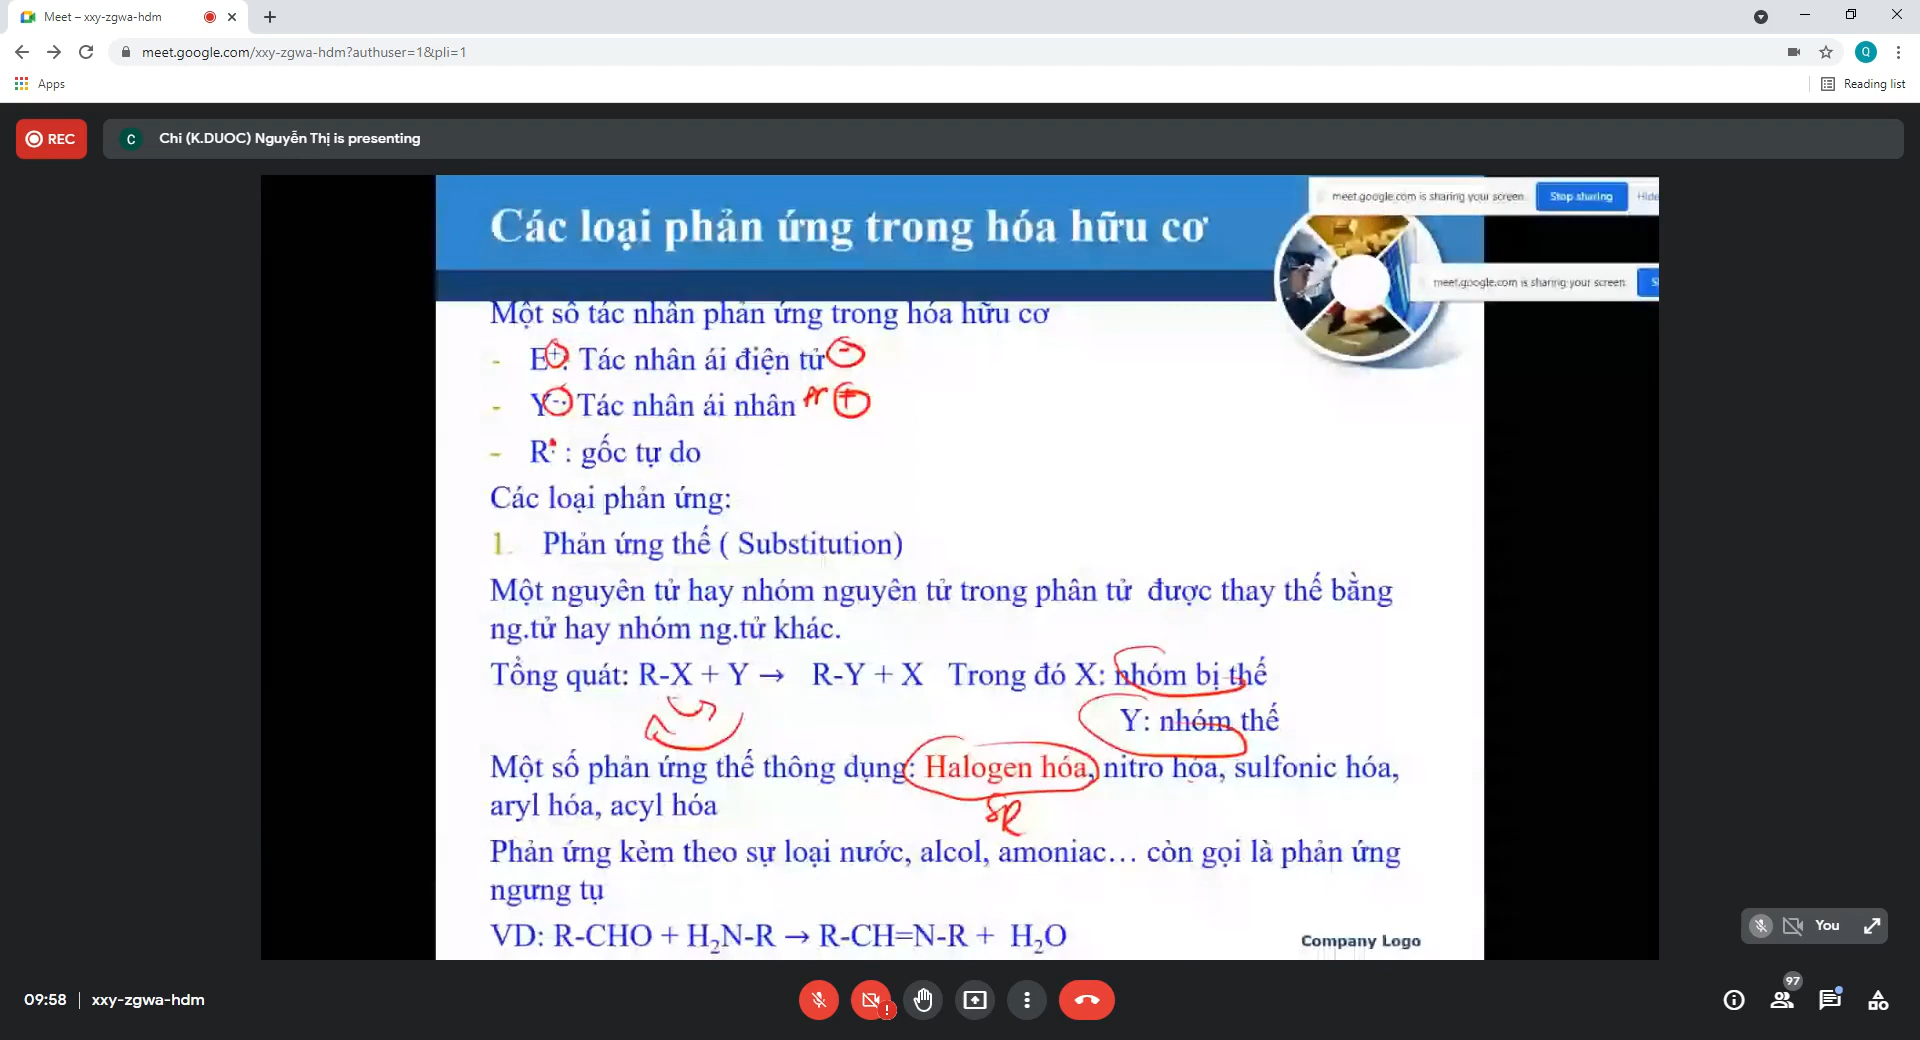 Meet – xxy-zgwa-hdm
meet.google.com/xxy-zgwa-hdm?authuser=1&pli=1
Q
Apps
Reading list
REC
C
Chi (K.DUOC) Nguyễn Thị is presenting
meet.google.com is sharing your screen Stop sharing Hide
Các loại phản ứng trong hóa hữu cơ
meet.google.com is sharing your screen S
Một số tác nhân phản ứng trong hóa hữu cơ
- E+: Tác nhân ái điện tử -
- Y-: Tác nhân ái nhân +
- R• : gốc tự do
Các loại phản ứng:
1. Phản ứng thế ( Substitution)
Một nguyên tử hay nhóm nguyên tử trong phân tử được thay thế bằng
ng.tử hay nhóm ng.tử khác.
Tổng quát: R-X + Y → R-Y + X Trong đó X: nhóm bị thế
Y: nhóm thế
Một số phản ứng thế thông dụng: Halogen hóa, nitro hóa, sulfonic hóa,
aryl hóa, acyl hóa
SR
Phản ứng kèm theo sự loại nước, alcol, amoniac… còn gọi là phản ứng
ngưng tụ
VD: R-CHO + H₂N-R → R-CH=N-R + H₂O
Company Logo
You
09:58 | xxy-zgwa-hdm
97